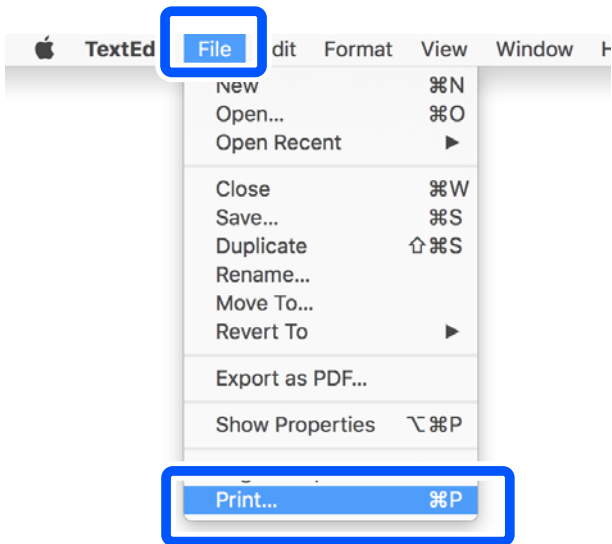 TextEd File dit Format View Window H
New ⌘N
Open... ⌘O
Open Recent ▶
Close ⌘W
Save... ⌘S
Duplicate ⇧⌘S
Rename...
Move To...
Revert To ▶
Export as PDF...
Show Properties ⌥⌘P
Print... ⌘P